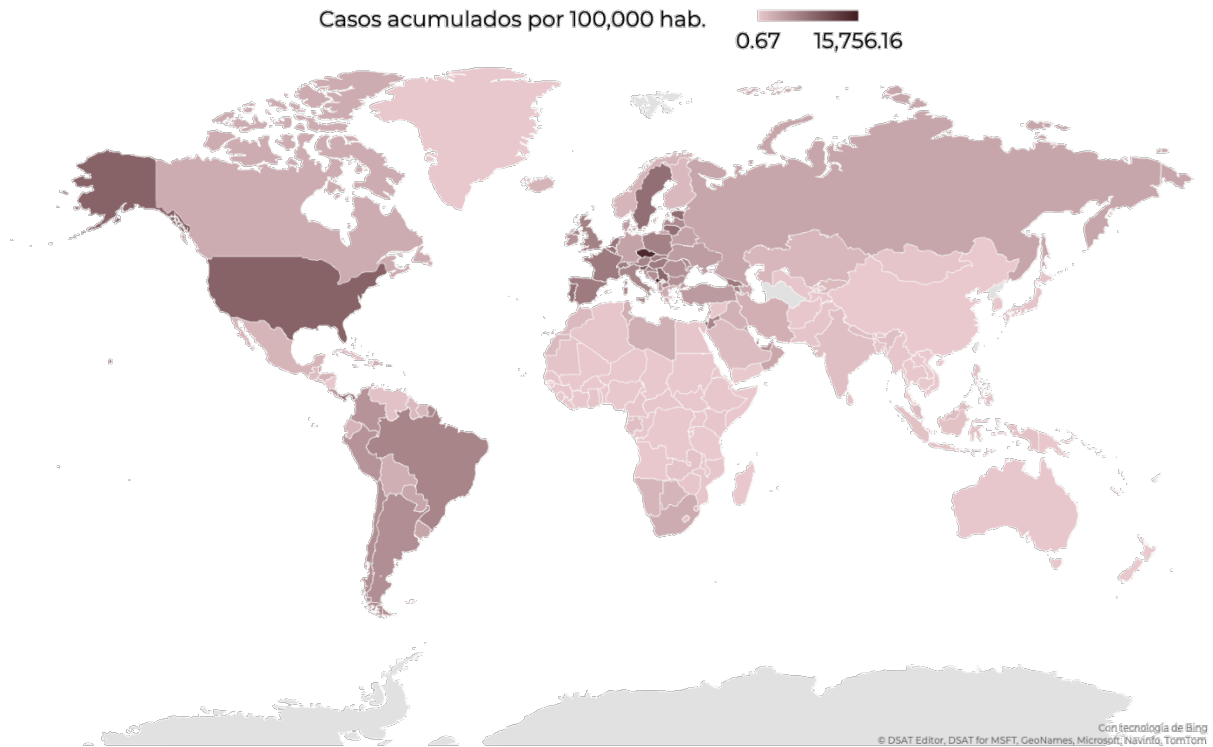 Casos acumulados por 100,000 hab.
0.67 15,756.16
Con tecnología de Bing
© DSAT Editor, DSAT for MSFT, GeoNames, Microsoft, Navinfo, TomTom